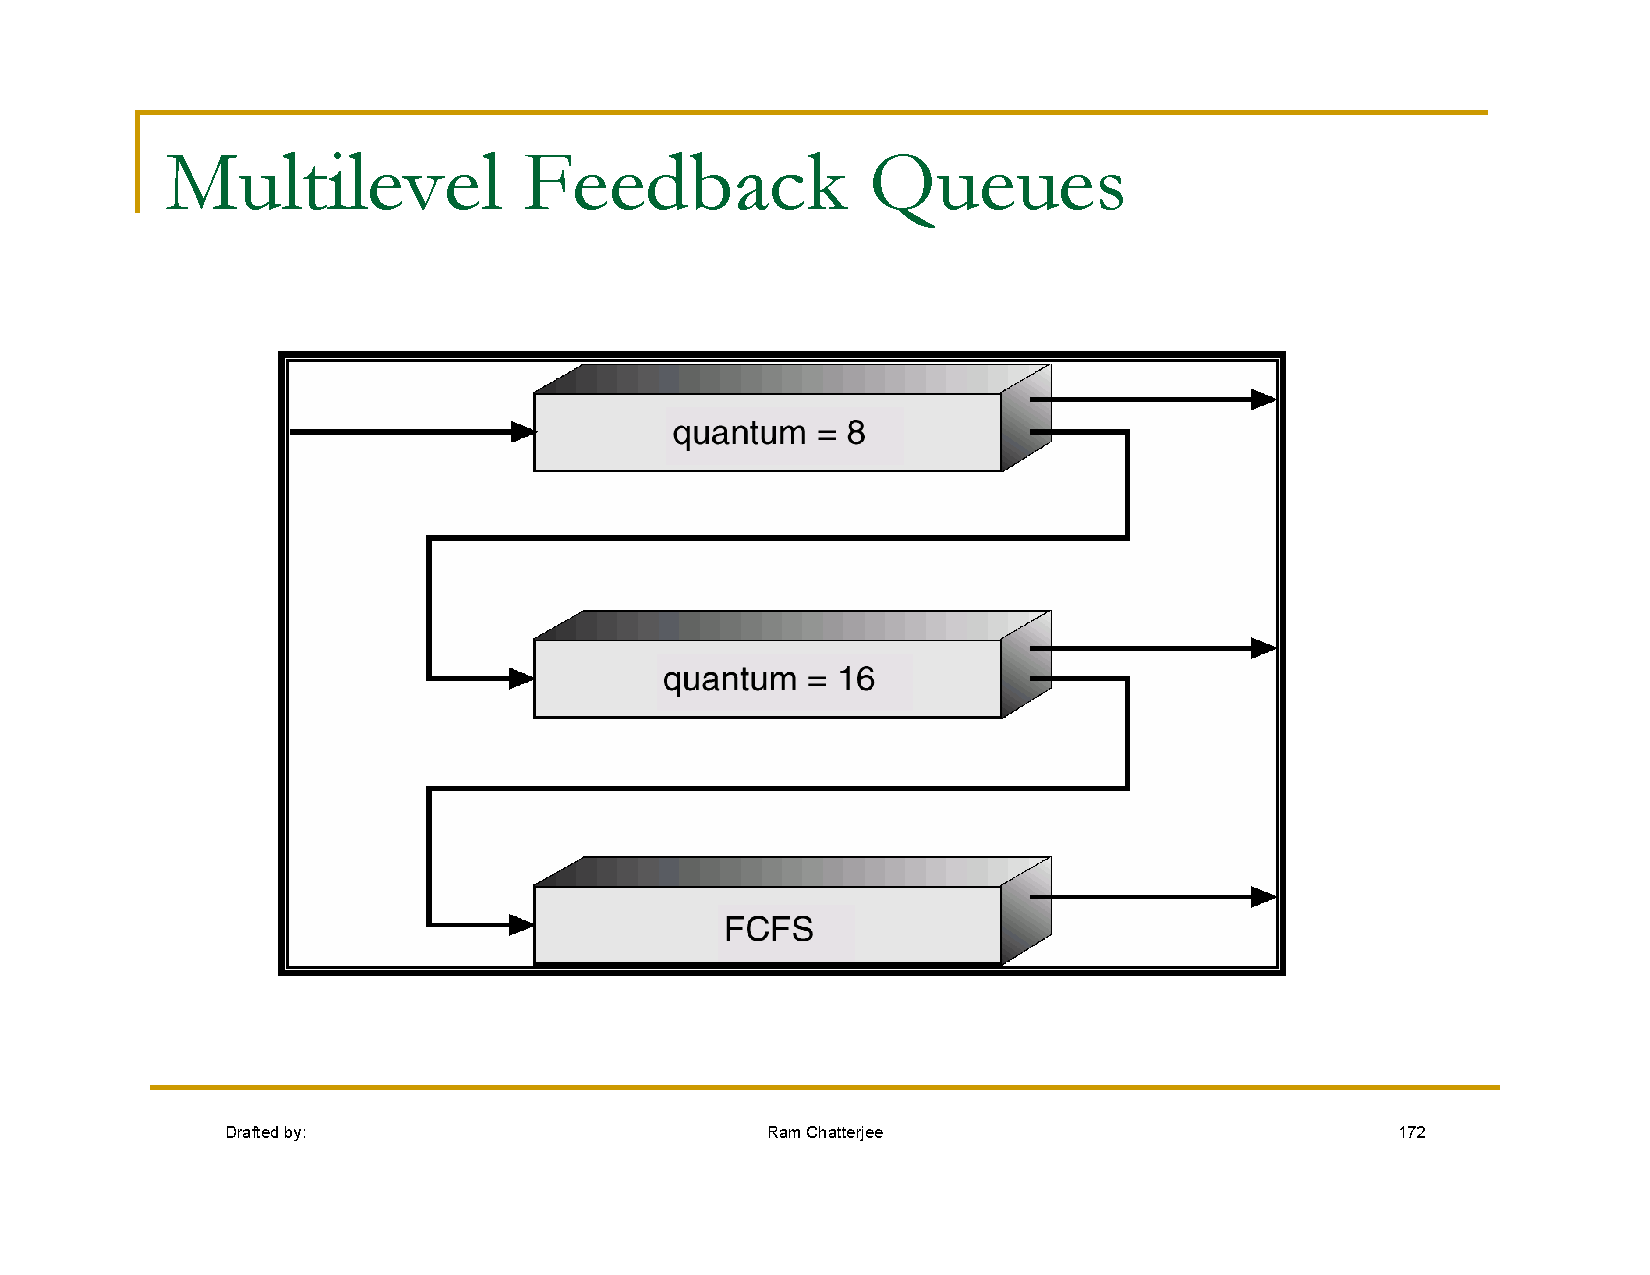 Multilevel Feedback Queues
quantum = 8
quantum = 16
FCFS
Drafted by:
Ram Chatterjee
172